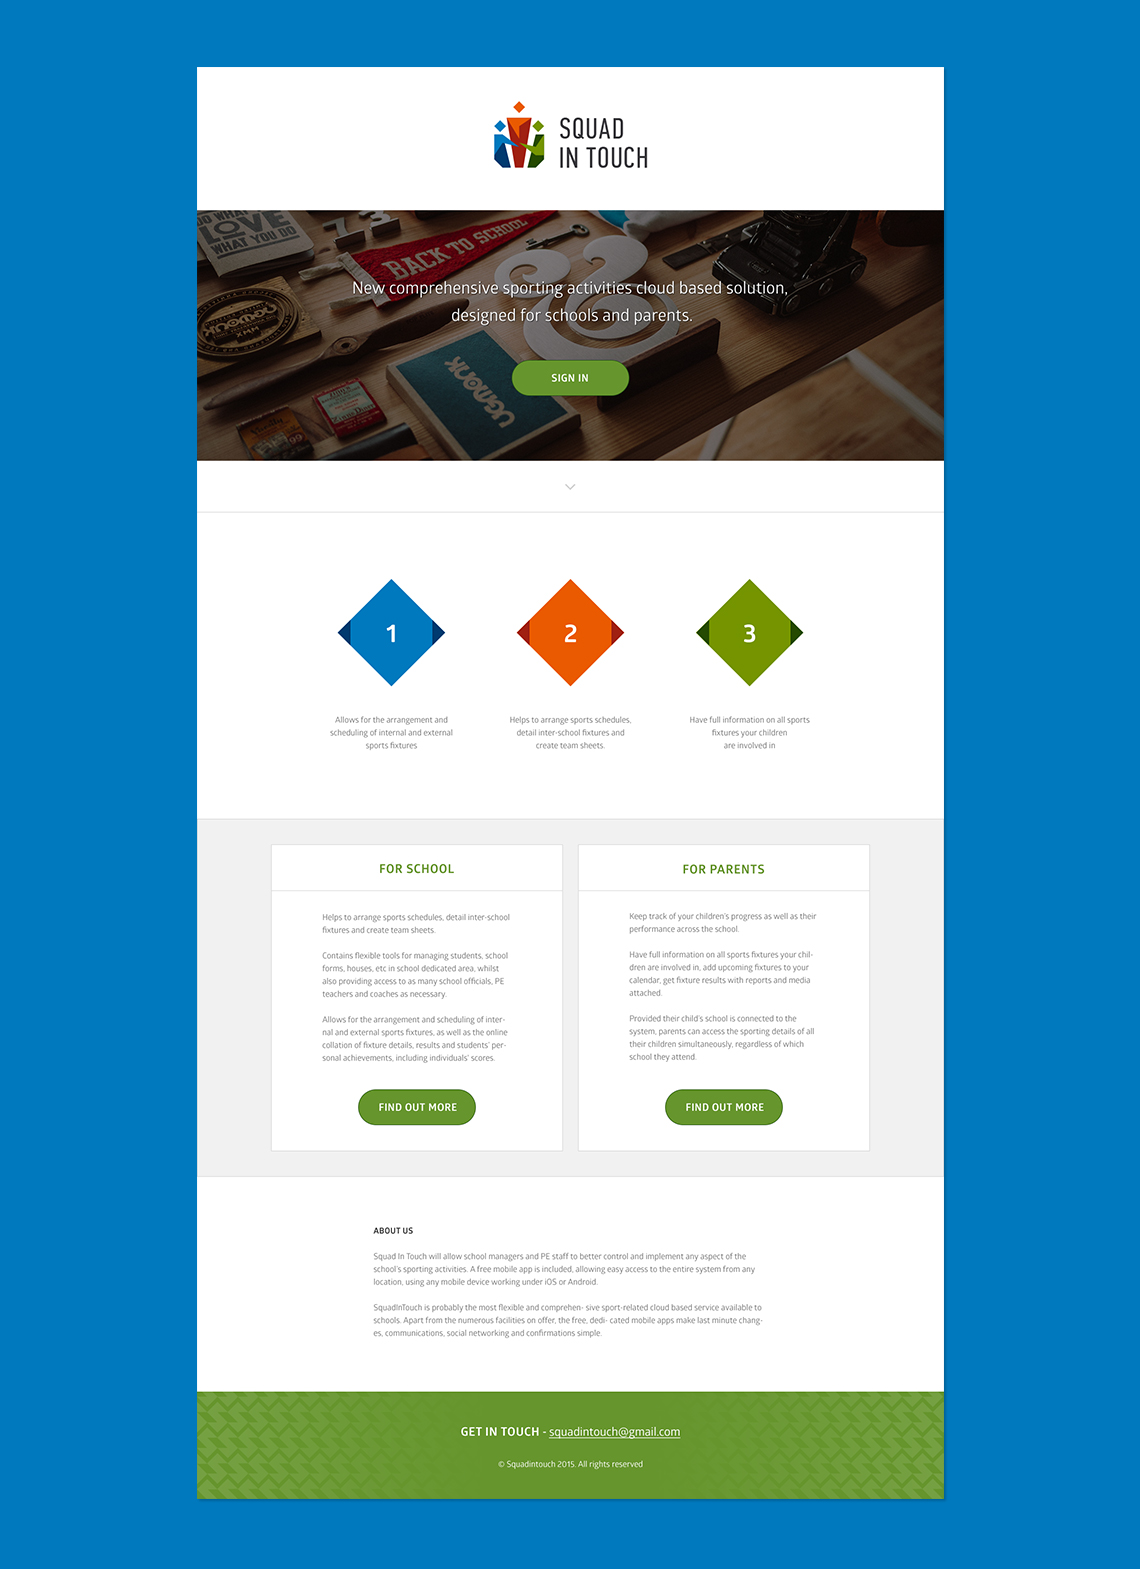 SQUAD
IN TOUCH
DO WHAT
LOVE
WHAT YOU DO
73
BACK TO SCHOOL
New comprehensive sporting activities cloud based solution,
designed for schools and parents.
UGMONK
SIGN IN
1
2
3
Allows for the arrangement and
scheduling of internal and external
sports fixtures
Helps to arrange sports schedules,
detail inter-school fixtures and
create team sheets.
Have full information on all sports
fixtures your children
are involved in
FOR SCHOOL
Helps to arrange sports schedules, detail inter-school
fixtures and create team sheets.
Contains flexible tools for managing students, school
forms, houses, etc in school dedicated area, whilst
also providing access to as many school officials, PE
teachers and coaches as necessary.
Allows for the arrangement and scheduling of inter-
nal and external sports fixtures, as well as the online
collation of fixture details, results and students' per-
sonal achievements, including individuals' scores.
FIND OUT MORE
FOR PARENTS
Keep track of your children's progress as well as their
performance across the school.
Have full information on all sports fixtures your chil-
dren are involved in, add upcoming fixtures to your
calendar, get fixture results with reports and media
attached.
Provided their child's school is connected to the
system, parents can access the sporting details of all
their children simultaneously, regardless of which
school they attend.
FIND OUT MORE
ABOUT US
Squad In Touch will allow school managers and PE staff to better control and implement any aspect of the
school's sporting activities. A free mobile app is included, allowing easy access to the entire system from any
location, using any mobile device working under iOS or Android.
SquadInTouch is probably the most flexible and comprehen- sive sport-related cloud based service available to
schools. Apart from the numerous facilities on offer, the free, dedi- cated mobile apps make last minute chang-
es, communications, social networking and confirmations simple.
GET IN TOUCH - squadintouch@gmail.com
© Squadintouch 2015. All rights reserved